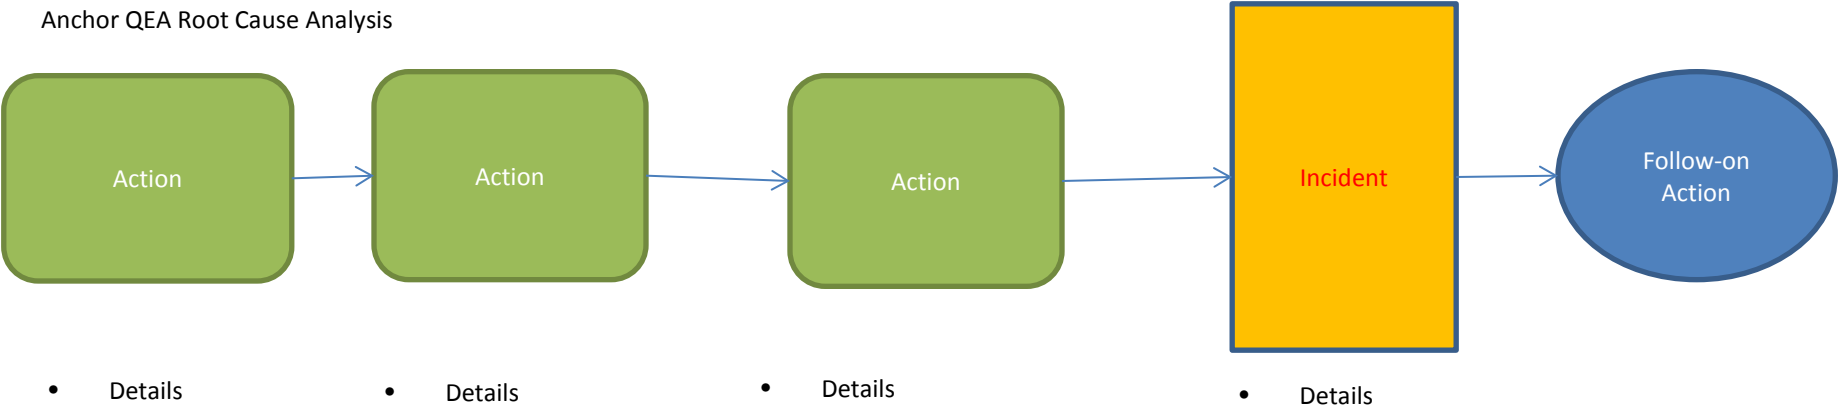 Anchor QEA Root Cause Analysis
Action
Action
Action
Incident
Follow-on
Action
• Details
• Details
• Details
• Details